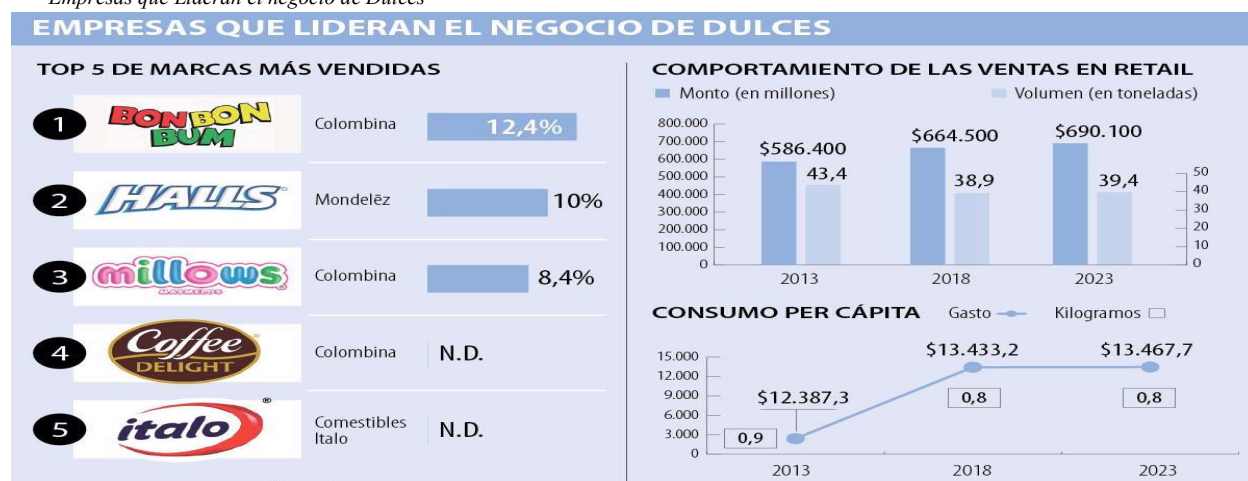 Empresas que Lideran el negocio de Dulces
EMPRESAS QUE LIDERAN EL NEGOCIO DE DULCES
TOP 5 DE MARCAS MÁS VENDIDAS
1
BON BON
BUM
Colombina
12,4%
2
HALLS
Mondelēz
10%
3
millows
MASMELOS
Colombina
8,4%
4
Coffee
DELIGHT
Colombina
N.D.
5
italo
®
Comestibles
Italo
N.D.
COMPORTAMIENTO DE LAS VENTAS EN RETAIL
Monto (en millones)
Volumen (en toneladas)
800.000
700.000
600.000
500.000
400.000
300.000
200.000
100.000
0
$586.400
43,4
$664.500
38,9
$690.100
39,4
50
40
30
20
10
0
2013
2018
2023
CONSUMO PER CÁPITA
Gasto
Kilogramos
15.000
12.000
9.000
6.000
3.000
0
$12.387,3
0,9
$13.433,2
0,8
$13.467,7
0,8
2013
2018
2023